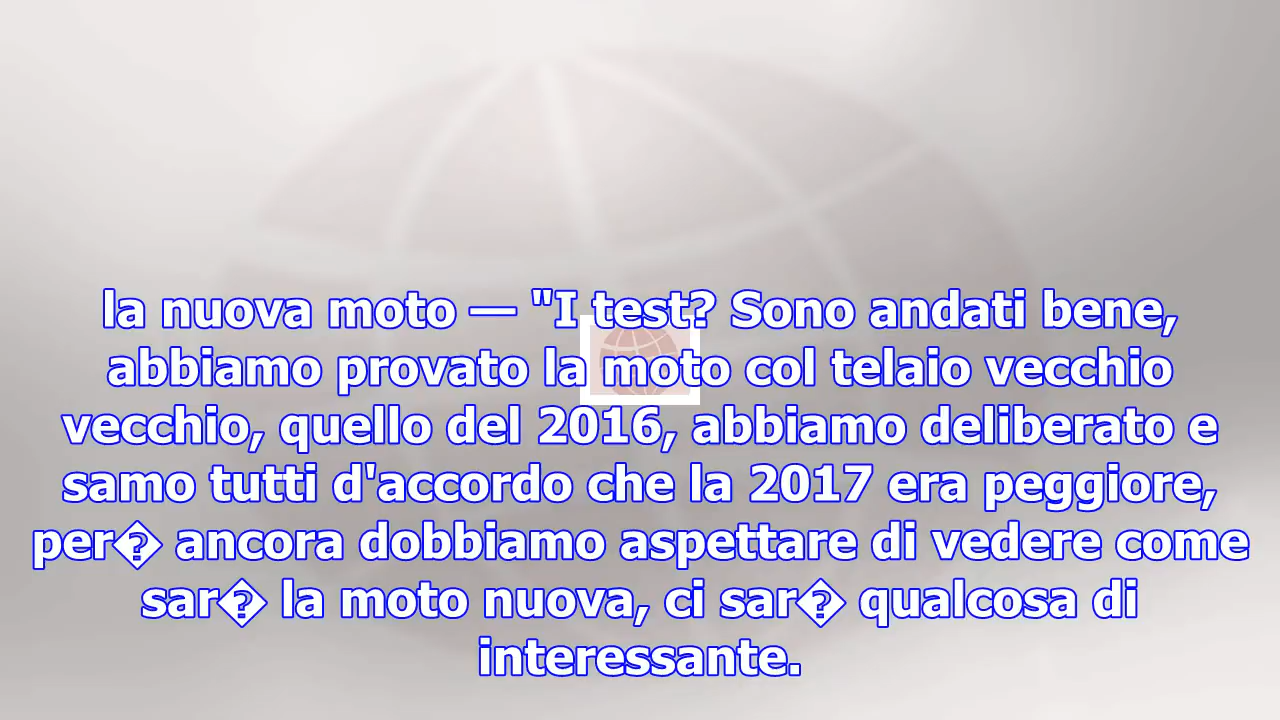 la nuova moto — "I test? Sono andati bene,
abbiamo provato la moto col telaio vecchio
vecchio, quello del 2016, abbiamo deliberato e
samo tutti d'accordo che la 2017 era peggiore,
per� ancora dobbiamo aspettare di vedere come
sar� la moto nuova, ci sar� qualcosa di
interessante.